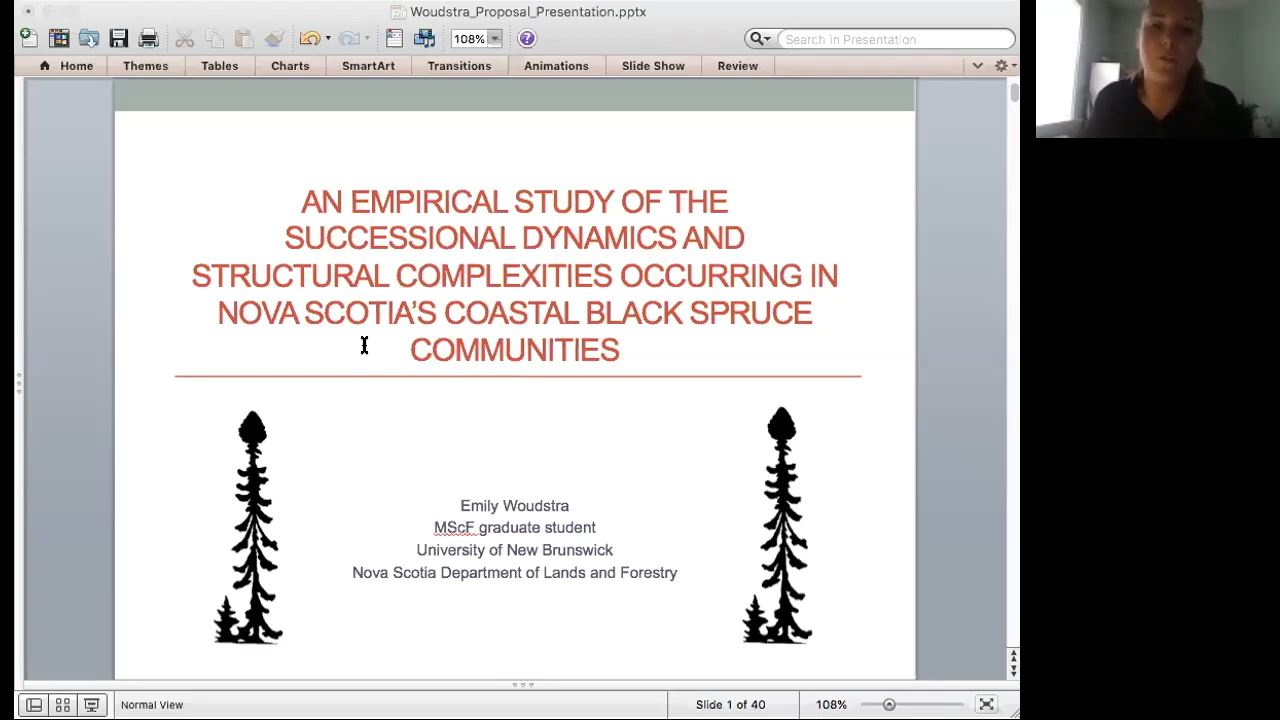 Woudstra_Proposal_Presentation.pptx
108%
Search in Presentation
Home Themes Tables Charts SmartArt Transitions Animations Slide Show Review
AN EMPIRICAL STUDY OF THE
SUCCESSIONAL DYNAMICS AND
STRUCTURAL COMPLEXITIES OCCURRING IN
NOVA SCOTIA’S COASTAL BLACK SPRUCE
COMMUNITIES
Emily Woudstra
MScF graduate student
University of New Brunswick
Nova Scotia Department of Lands and Forestry
Normal View
Slide 1 of 40
108%